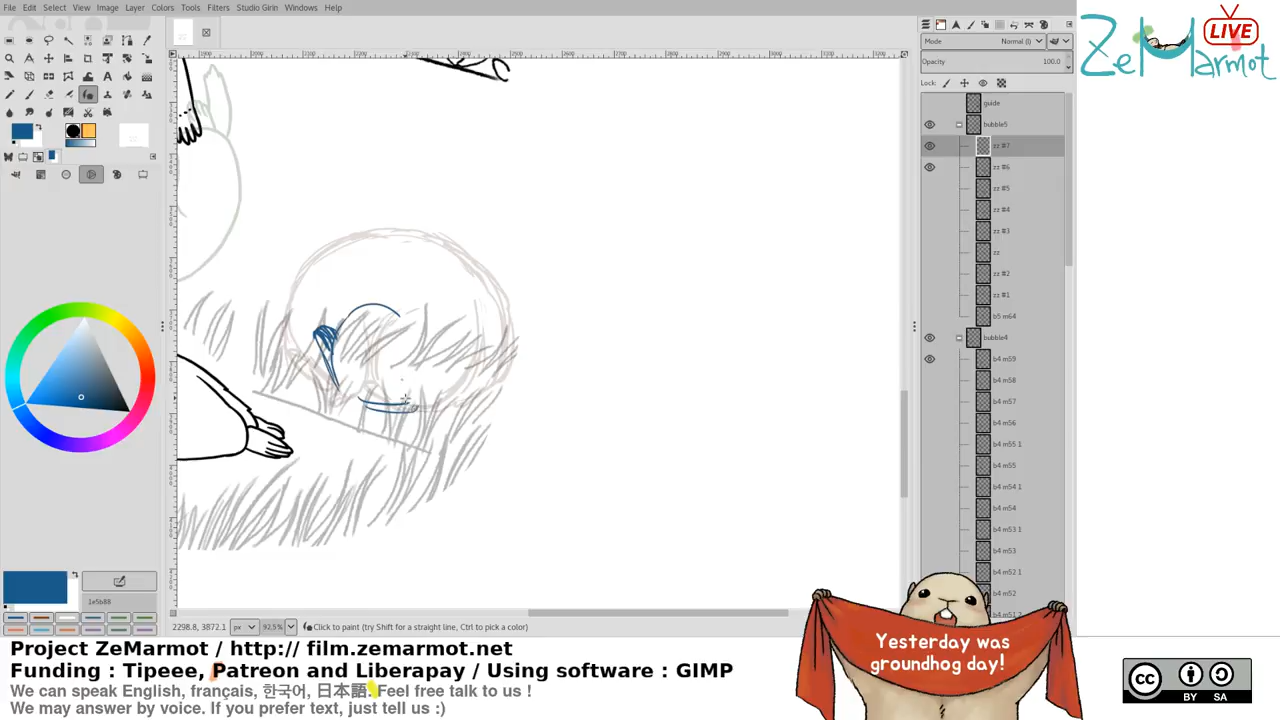 File Edit Select View Image Layer Colors Tools Filters Studio Girin Windows Help
ZeMarmot LIVE
Mode Normal (l)
Opacity 100.0
Lock:
guide
bubble5
zz #7
zz #6
zz #5
zz #4
zz #3
zz
zz #2
zz #1
b5 m64
bubble4
b4 m59
b4 m58
b4 m57
b4 m56
b4 m55 1
b4 m55
b4 m54 1
b4 m54
b4 m53 1
b4 m53
b4 m52 1
b4 m52
b4 m51 2
1e5b88
2298.8, 3872.1 px 92.5% Click to paint (try Shift for a straight line, Ctrl to pick a color)
Project ZeMarmot / http:// film.zemarmot.net
Funding : Tipeee, Patreon and Liberapay / Using software : GIMP
We can speak English, français, 한국어, 日本語. Feel free talk to us !
We may answer by voice. If you prefer text, just tell us :)
Yesterday was
groundhog day!
cc
BY SA